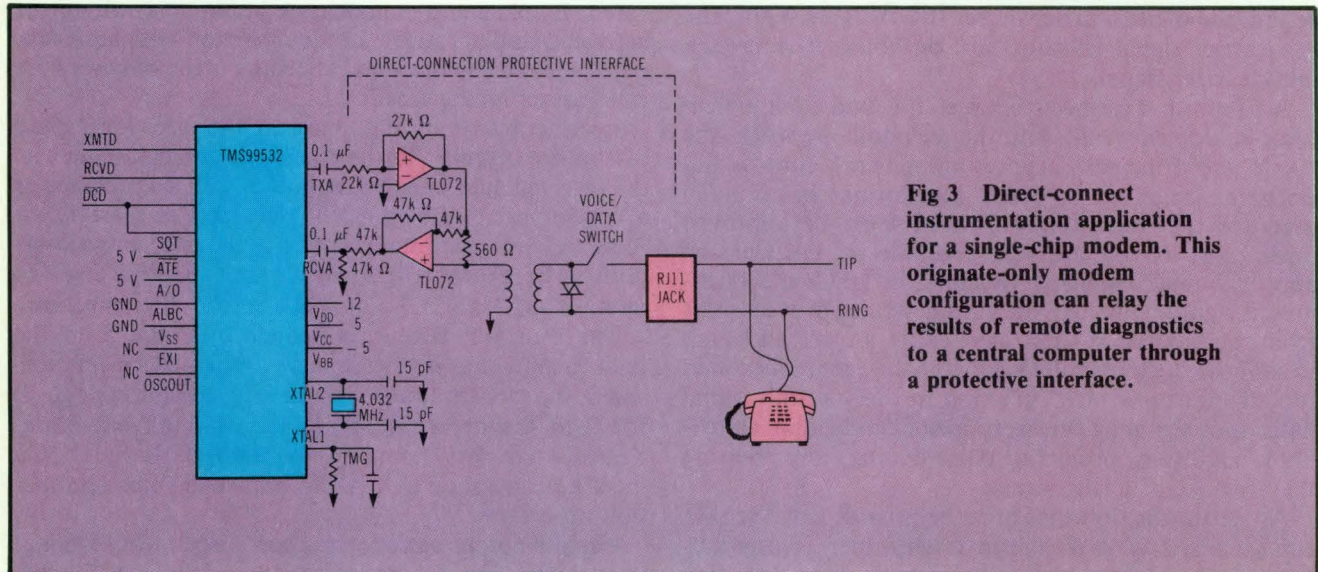 DIRECT-CONNECTION PROTECTIVE INTERFACE
27k Ω
XMTD
TMS99532
0.1 µF
TXA
22k Ω
+
−
TL072
RCVD
DCD
47k Ω
47k
VOICE/
DATA
SWITCH
0.1 µF
47k
560 Ω
SQT
RCVA
47k Ω
−
+
TL072
5 V
ATE
5 V
A/O
GND
ALBC
GND
VSS
NC
EXI
NC
OSCOUT
12
VDD
5
VCC
− 5
VBB
RJ11
JACK
TIP
RING
15 pF
XTAL2
4.032
MHz
15 pF
XTAL1
TMG
Fig 3 Direct-connect
instrumentation application
for a single-chip modem. This
originate-only modem
configuration can relay the
results of remote diagnostics
to a central computer through
a protective interface.